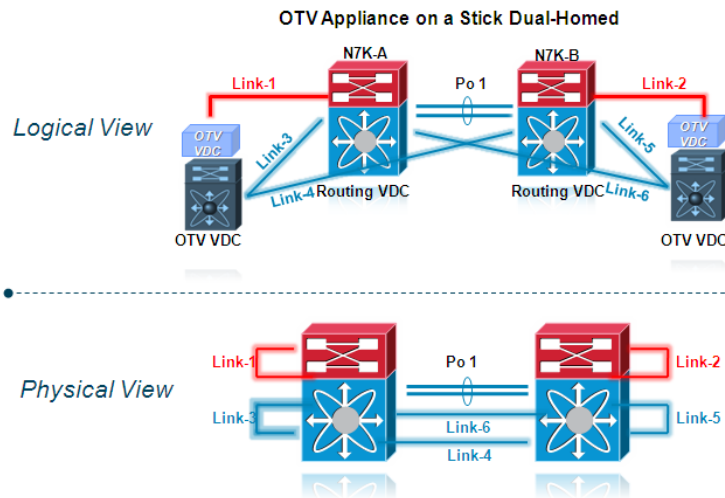 OTV Appliance on a Stick Dual-Homed
N7K-A
N7K-B
Link-1
Po 1
Link-2
Logical View
OTV
VDC
Link-3
Link-5
OTV
VDC
Link-4
Routing VDC
Routing VDC
Link-6
OTV VDC
OTV VDC
Link-1
Po 1
Link-2
Physical View
Link-3
Link-6
Link-5
Link-4